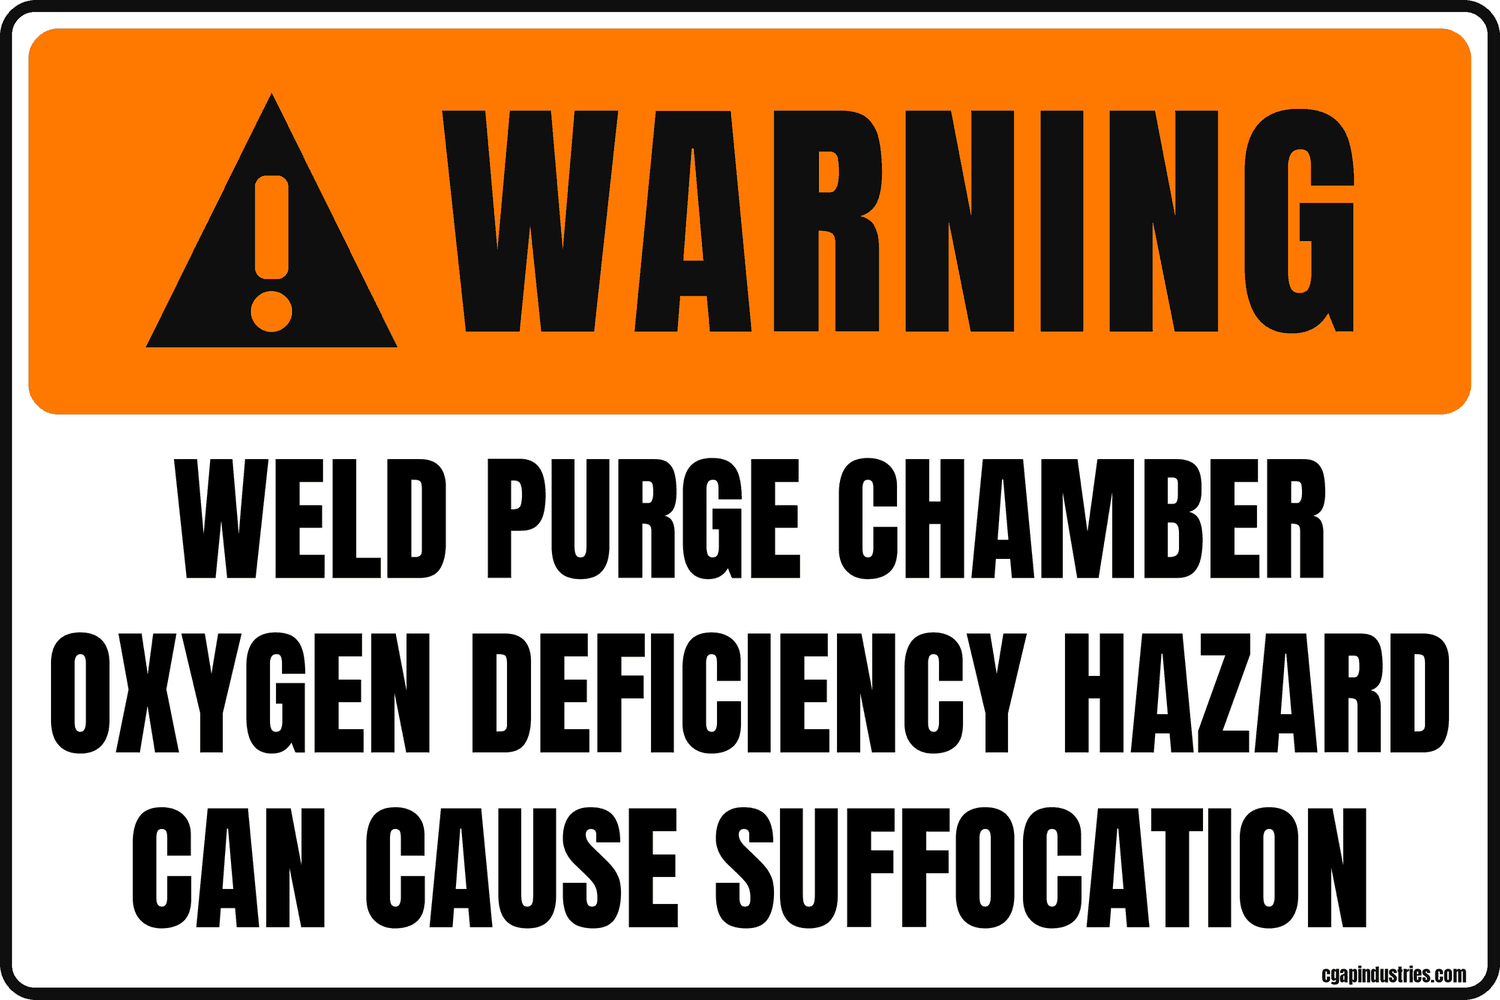 WARNING
WELD PURGE CHAMBER
OXYGEN DEFICIENCY HAZARD
CAN CAUSE SUFFOCATION
cgapindustries.com